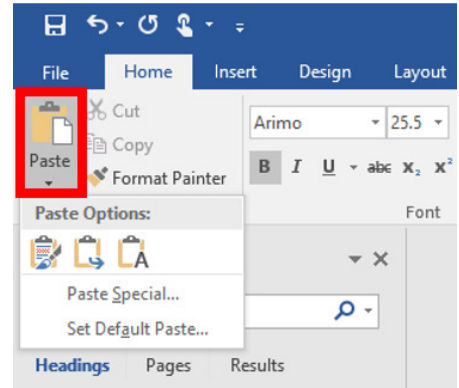 File Home Insert Design Layout
Cut
Arimo 25.5
Copy
Paste
Format Painter
B I U abc X₂ X²
Font
Paste Options:
A
Paste Special...
Set Default Paste...
Headings Pages Results